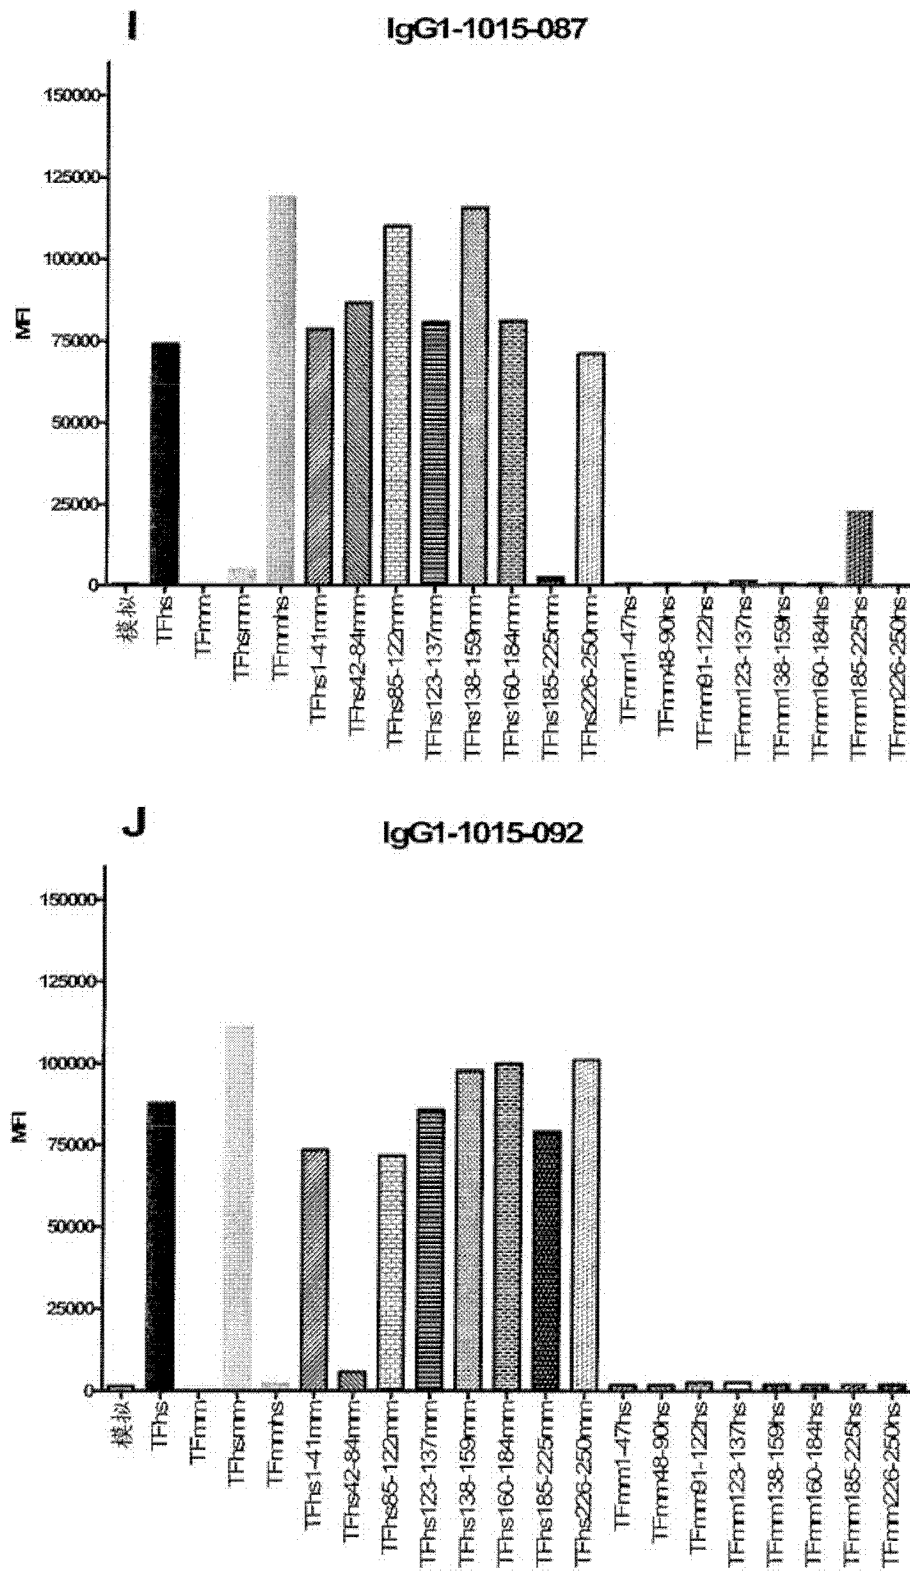 I
IgG1-1015-087
150000
125000
100000
75000
50000
25000
0
MFI
模拟
TFhs
TFmm
TFhsmm
TFmmhs
TFhs1-41mm
TFhs42-84mm
TFhs85-122mm
TFhs123-137mm
TFhs138-159mm
TFhs160-184mm
TFhs185-225mm
TFhs226-250mm
TFmm1-47hs
TFmm48-90hs
TFmm91-122hs
TFmm123-137hs
TFmm138-159hs
TFmm160-184hs
TFmm185-225hs
TFmm226-250hs
J
IgG1-1015-092
150000
125000
100000
75000
50000
25000
0
MFI
模拟
TFhs
TFmm
TFhsmm
TFmmhs
TFhs1-41mm
TFhs42-84mm
TFhs85-122mm
TFhs123-137mm
TFhs138-159mm
TFhs160-184mm
TFhs185-225mm
TFhs226-250mm
TFmm1-47hs
TFmm48-90hs
TFmm91-122hs
TFmm123-137hs
TFmm138-159hs
TFmm160-184hs
TFmm185-225hs
TFmm226-250hs